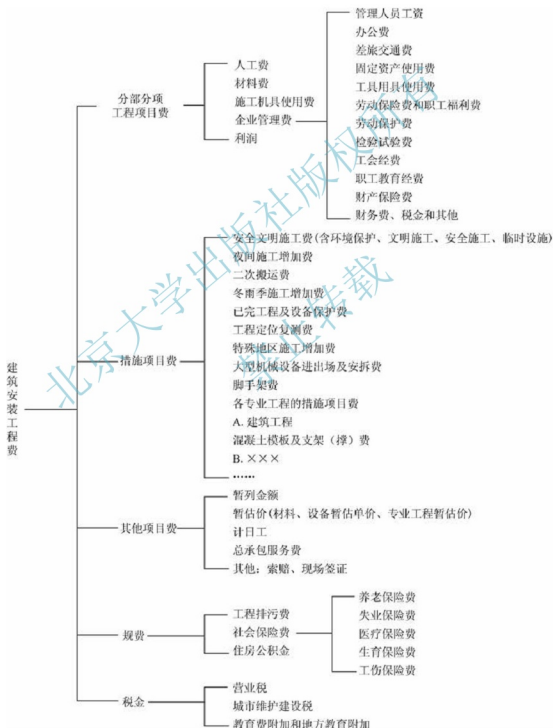 建筑安装工程费
分部分项
工程项目费
人工费
材料费
施工机具使用费
企业管理费
利润
管理人员工资
办公费
差旅交通费
固定资产使用费
工具用具使用费
劳动保险费和职工福利费
劳动保护费
检验试验费
工会经费
职工教育经费
财产保险费
财务费、税金和其他
措施项目费
安全文明施工费(含环境保护、文明施工、安全施工、临时设施)
夜间施工增加费
二次搬运费
冬雨季施工增加费
已完工程及设备保护费
工程定位复测费
特殊地区施工增加费
大型机械设备进出场及安拆费
脚手架费
各专业工程的措施项目费
A. 建筑工程
混凝土模板及支架（撑）费
B. ×××
……
其他项目费
暂列金额
暂估价(材料、设备暂估单价、专业工程暂估价)
计日工
总承包服务费
其他：索赔、现场签证
规费
工程排污费
社会保险费
住房公积金
养老保险费
失业保险费
医疗保险费
生育保险费
工伤保险费
税金
营业税
城市维护建设税
教育费附加和地方教育附加
北京大学出版社版权所有
禁止转载